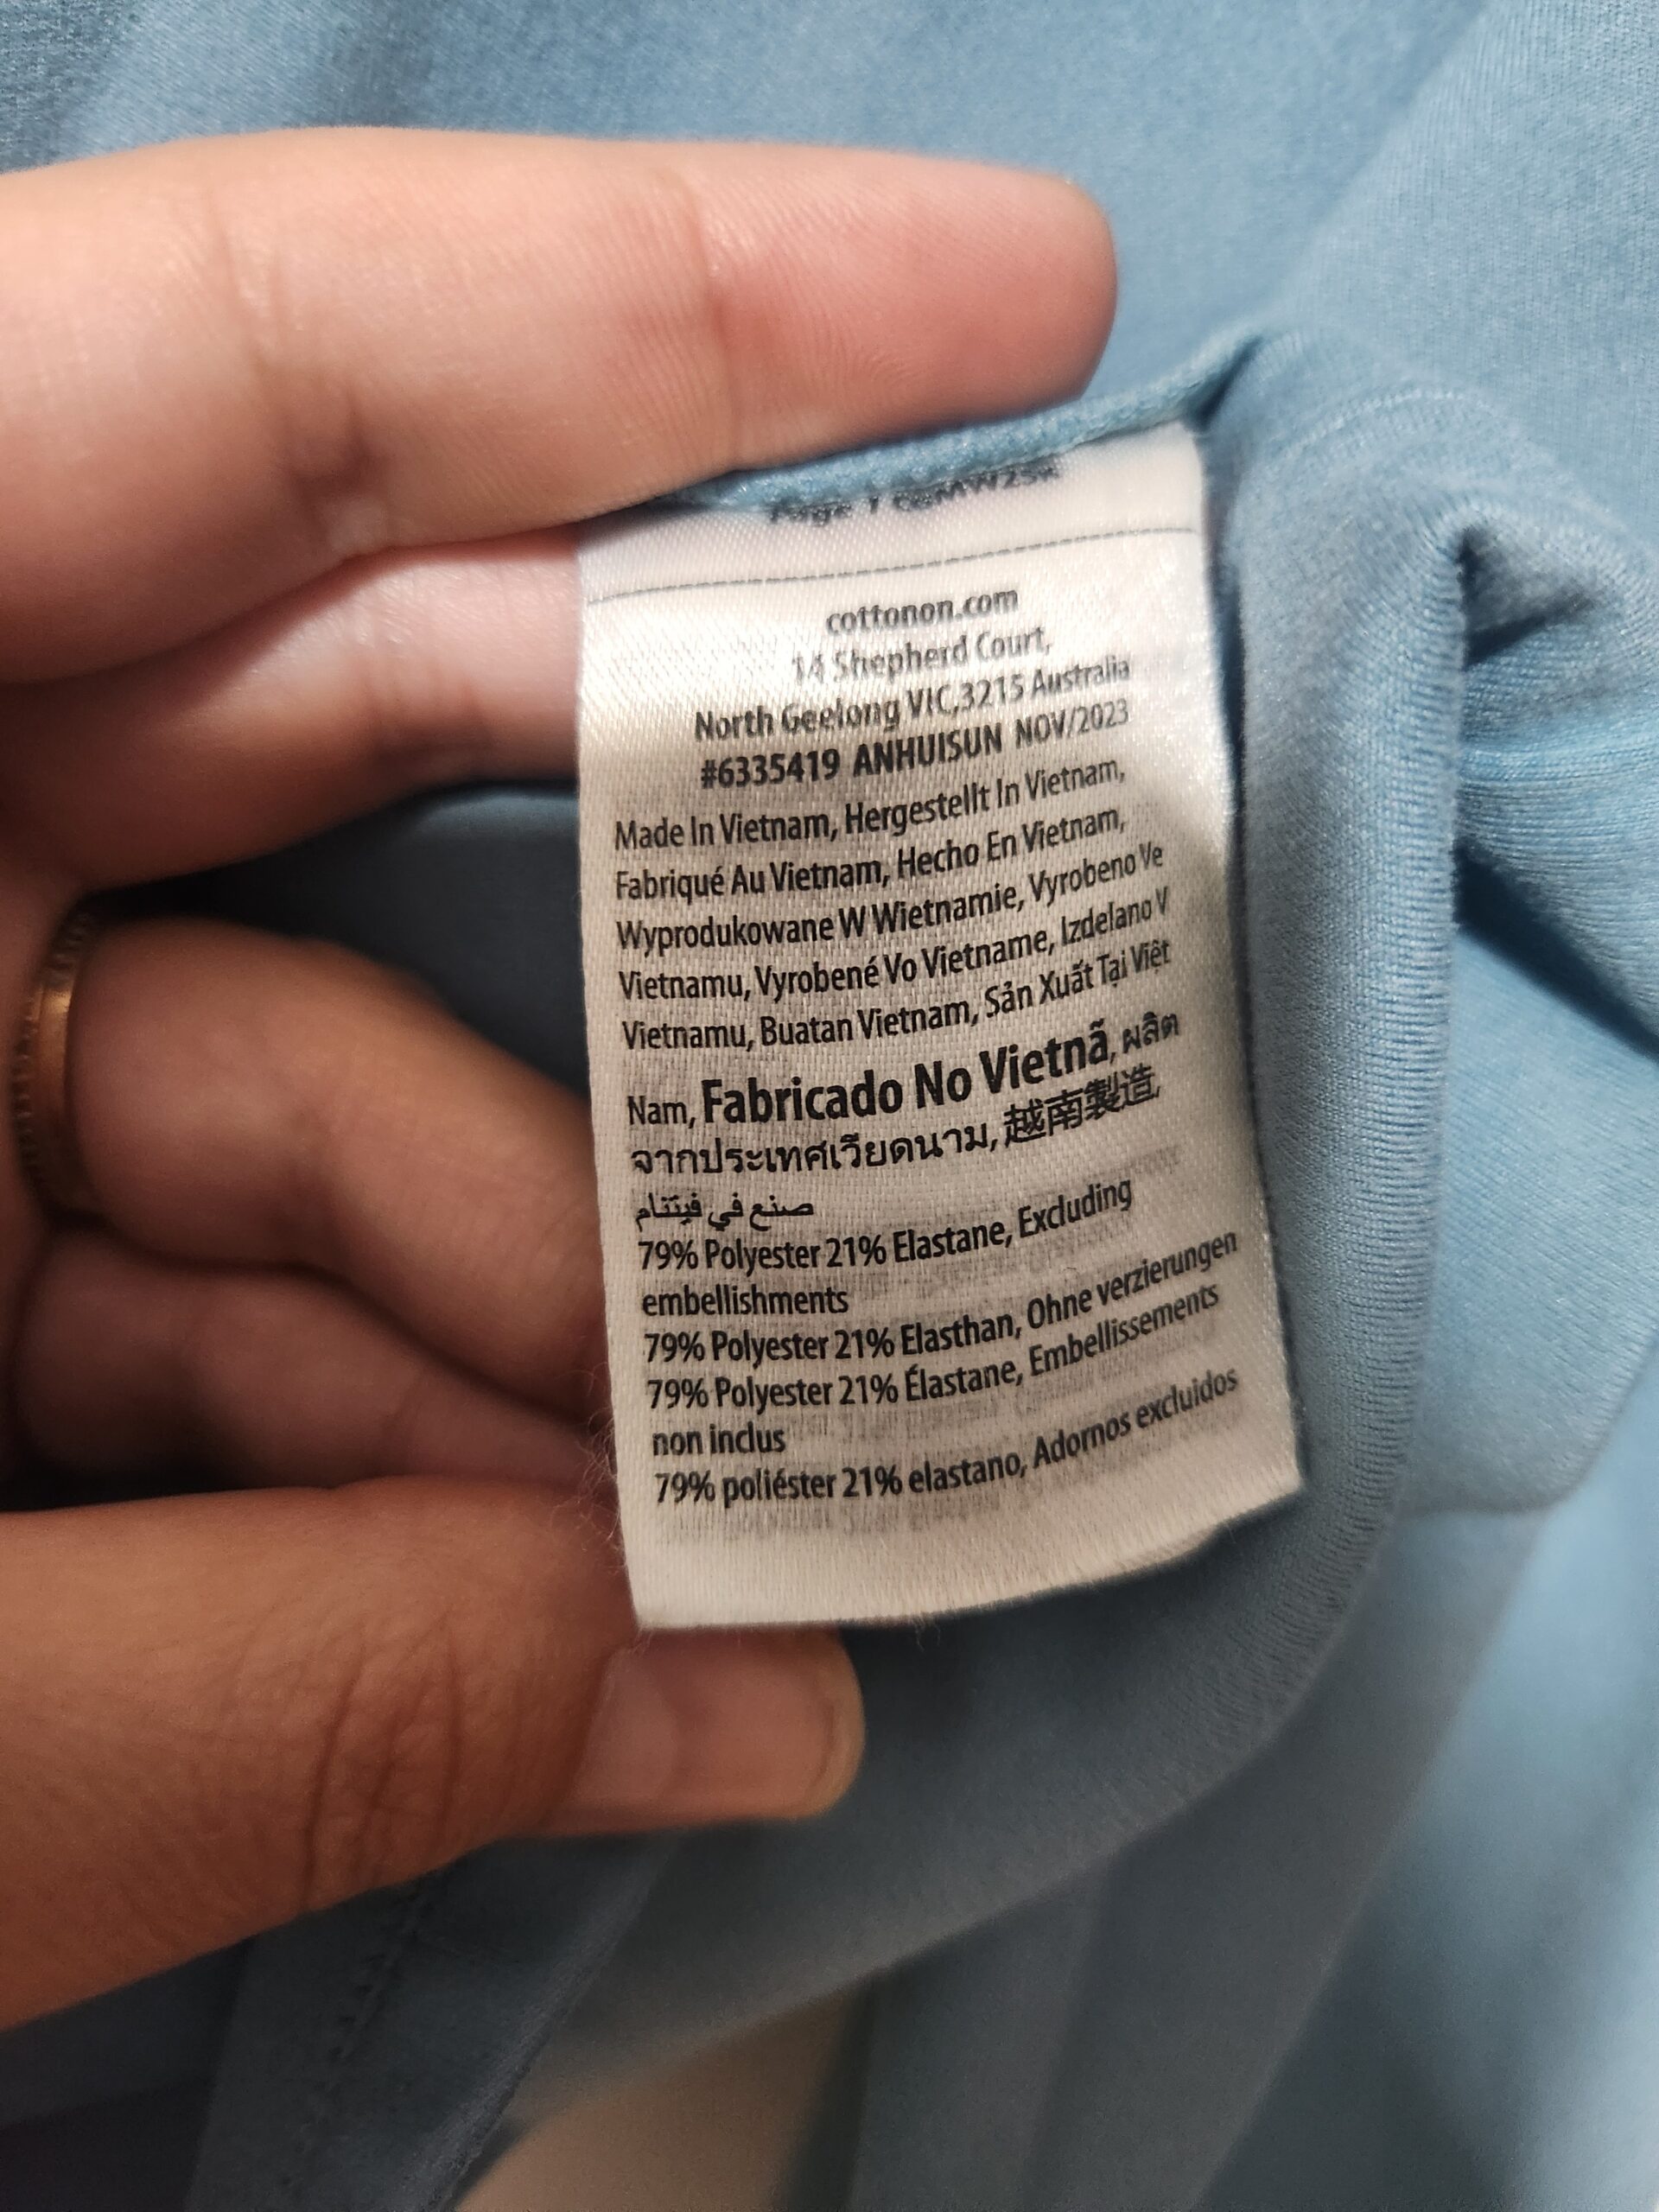 Page 1
cottonon.com
14 Shepherd Court,
North Geelong VIC,3215 Australia
#6335419 ANHUISUN NOV/2023
Made In Vietnam, Hergestellt In Vietnam,
Fabriqué Au Vietnam, Hecho En Vietnam,
Wyprodukowane W Wietnamie, Vyrobeno Ve
Vietnamu, Vyrobené Vo Vietname, Izdelano V
Vietnamu, Buatan Vietnam, Sản Xuất Tại Việt
Nam, Fabricado No Vietnã, ผลิต
จากประเทศเวียดนาม, 越南製造,
صنع في فيتنام
79% Polyester 21% Elastane, Excluding
embellishments
79% Polyester 21% Elasthan, Ohne verzierungen
79% Polyester 21% Élastane, Embellissements
non inclus
79% poliéster 21% elastano, Adornos excluidos